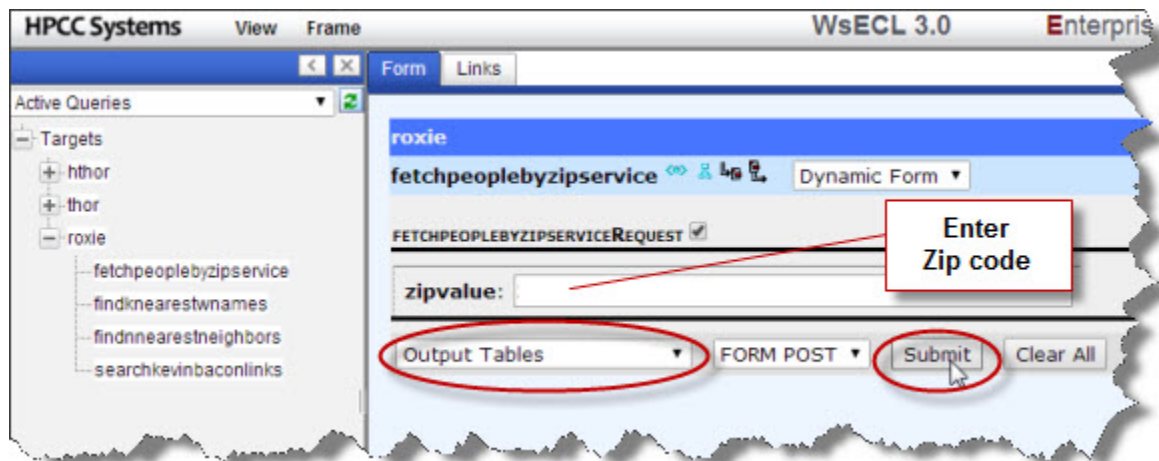 HPCC Systems View Frame WsECL 3.0 Enterpris
Form Links
Active Queries
Targets
hthor
thor
roxie
fetchpeoplebyzipservice
findknearestwnames
findnnearestneighbors
searchkevinbaconlinks
roxie
fetchpeoplebyzipservice Dynamic Form
FETCHPEOPLEBYZIPSERVICEREQUEST
Enter
Zip code
zipvalue:
Output Tables FORM POST Submit Clear All